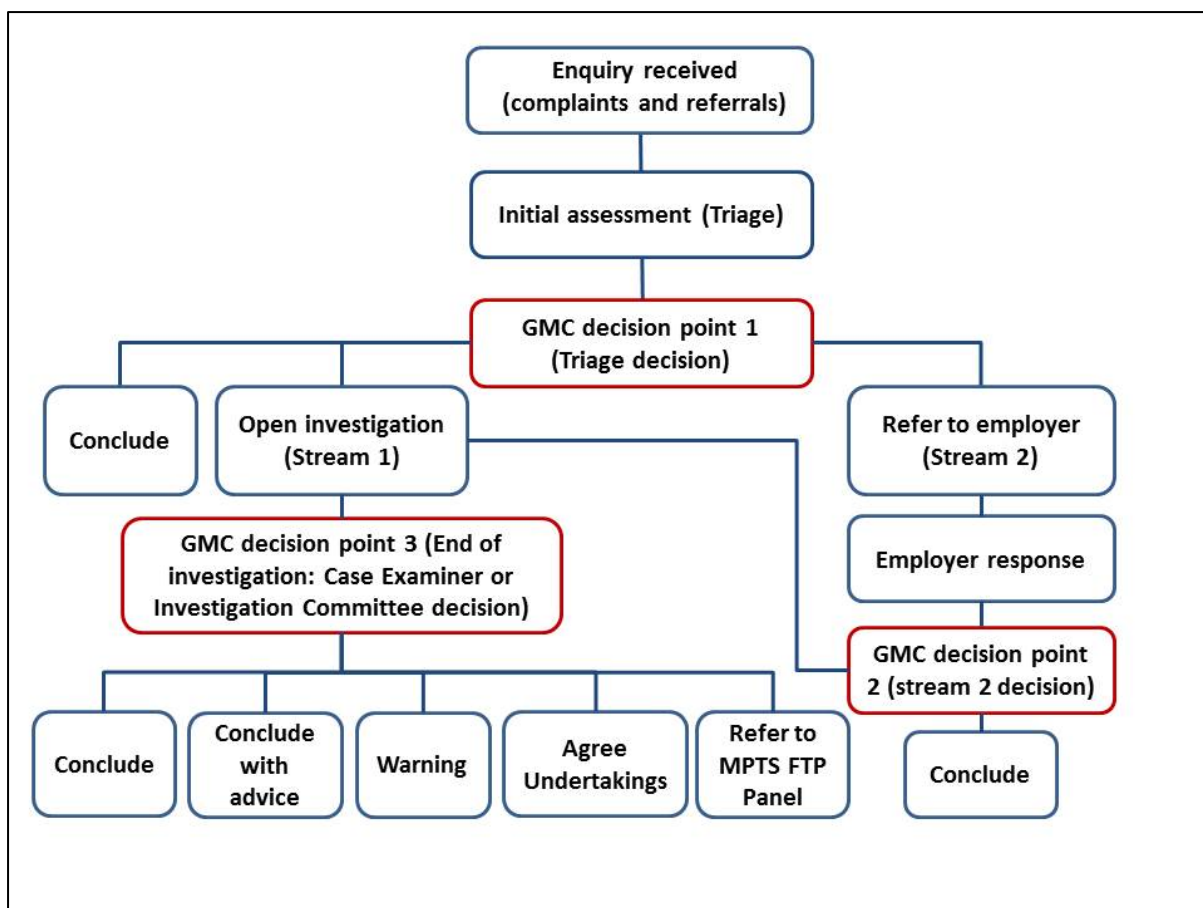 Enquiry received
(complaints and referrals)
Initial assessment (Triage)
GMC decision point 1
(Triage decision)
Conclude
Open investigation
(Stream 1)
Refer to employer
(Stream 2)
GMC decision point 3 (End of
investigation: Case Examiner or
Investigation Committee decision)
Employer response
GMC decision point
2 (stream 2 decision)
Conclude
Conclude
with
advice
Warning
Agree
Undertakings
Refer to
MPTS FTP
Panel
Conclude